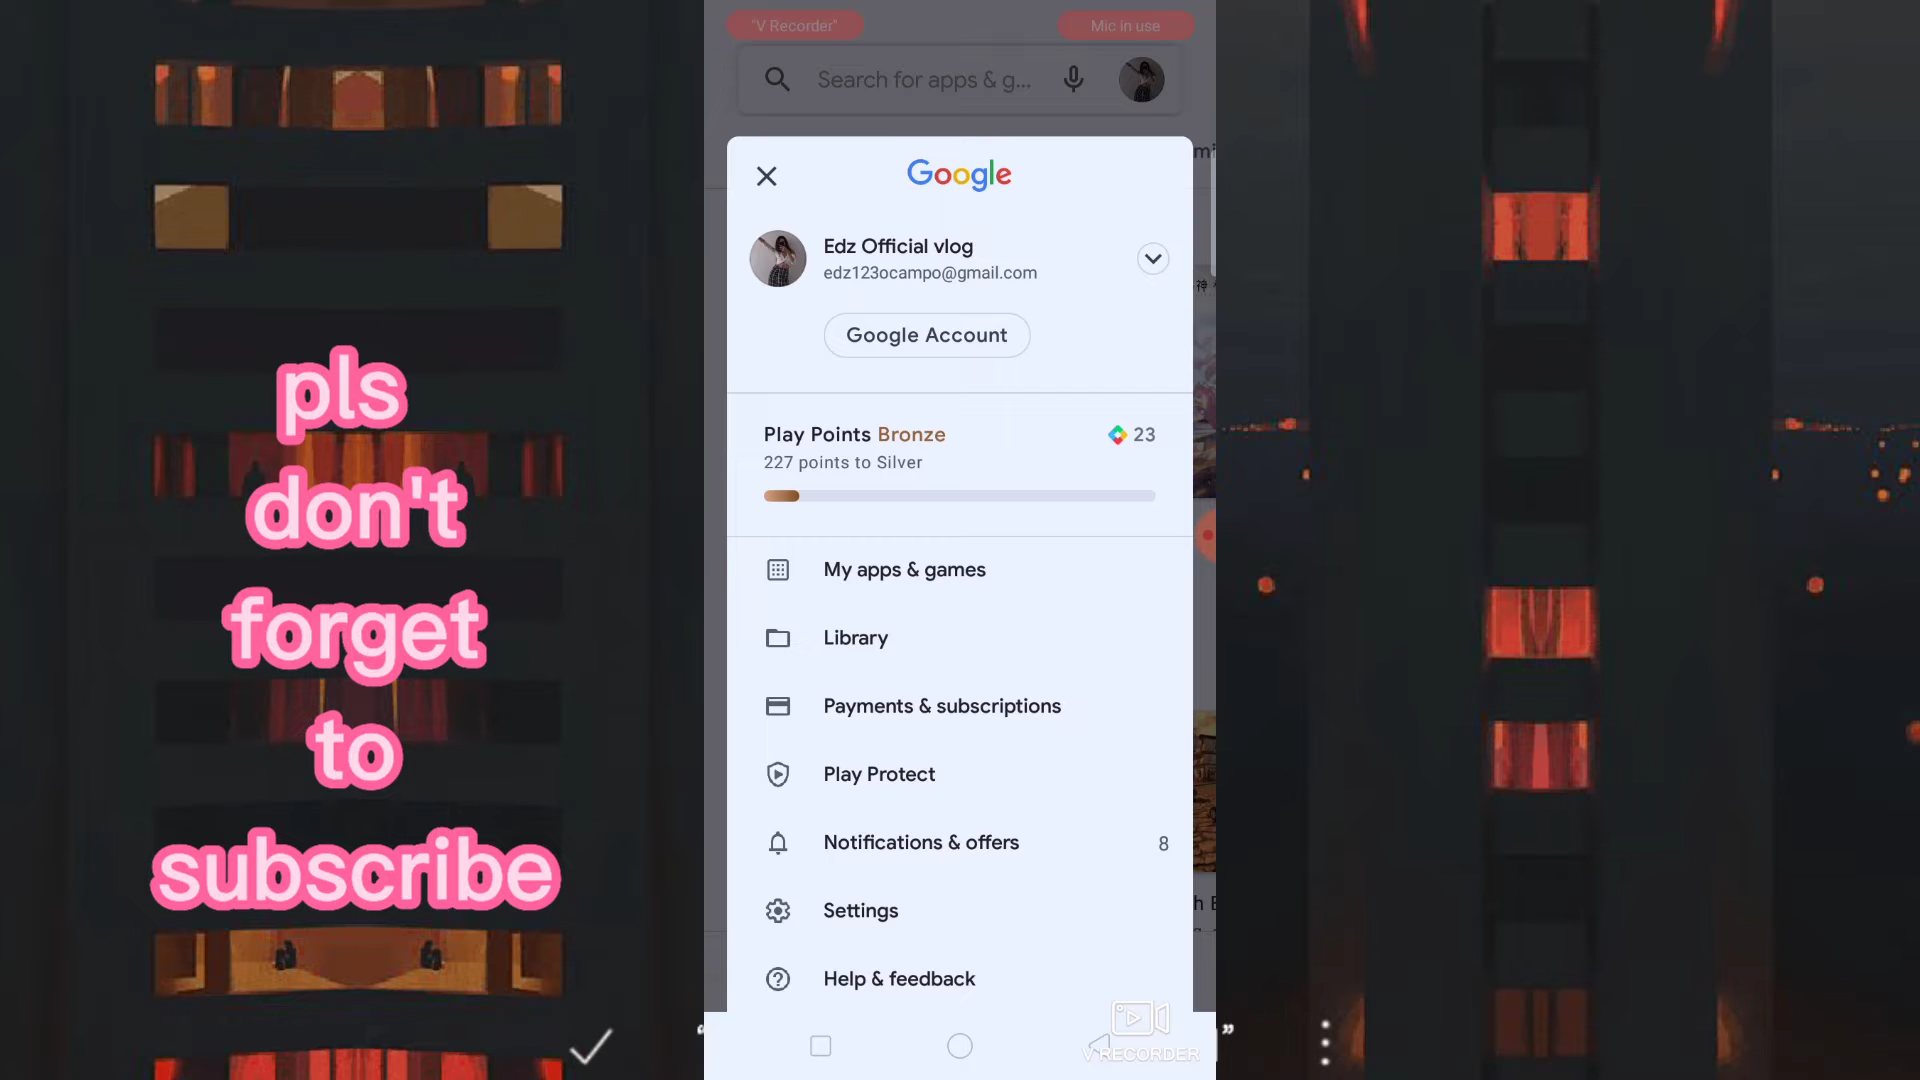 "V Recorder"
Mic in use
Search for apps & g...
Google
Edz Official vlog
edz123ocampo@gmail.com
Google Account
Play Points Bronze
23
227 points to Silver
My apps & games
Library
Payments & subscriptions
Play Protect
Notifications & offers
8
Settings
Help & feedback
V RECORDER
pls
don't
forget
to
subscribe